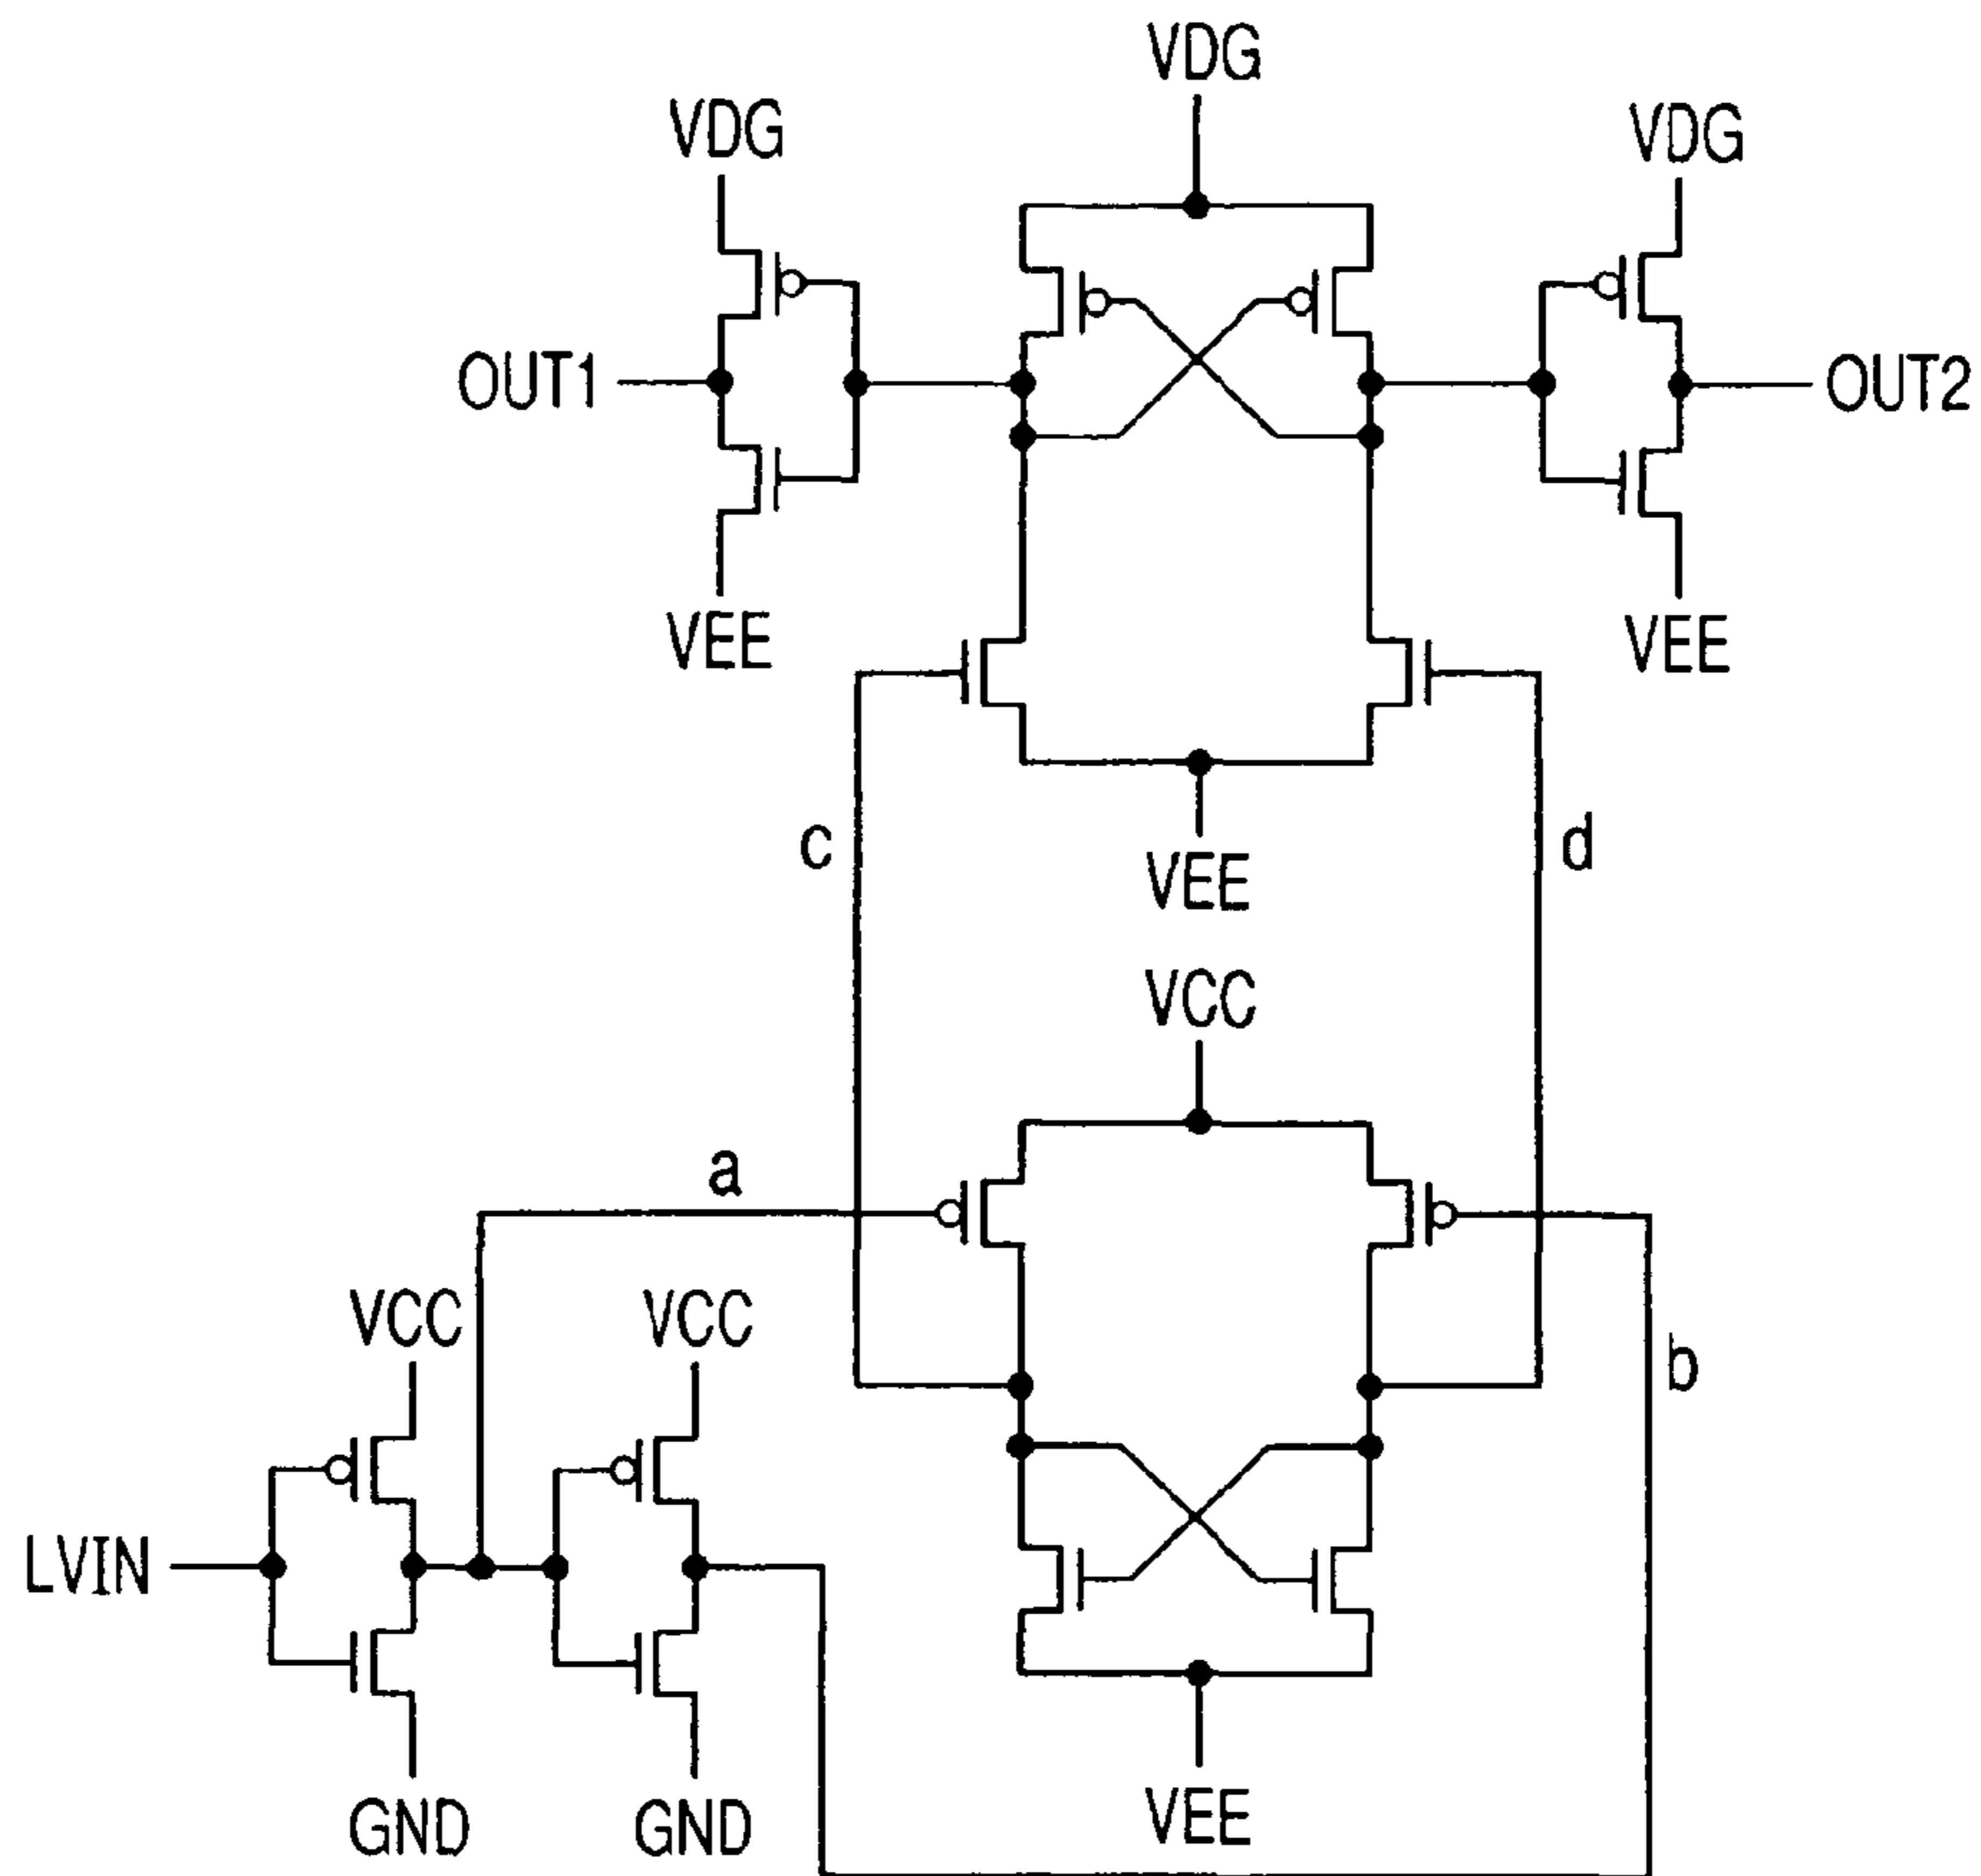 VDG
VDG
VDG
OUT1
OUT2
VEE
VEE
c
VEE
d
VCC
a
VCC
VCC
b
LVIN
GND
GND
VEE